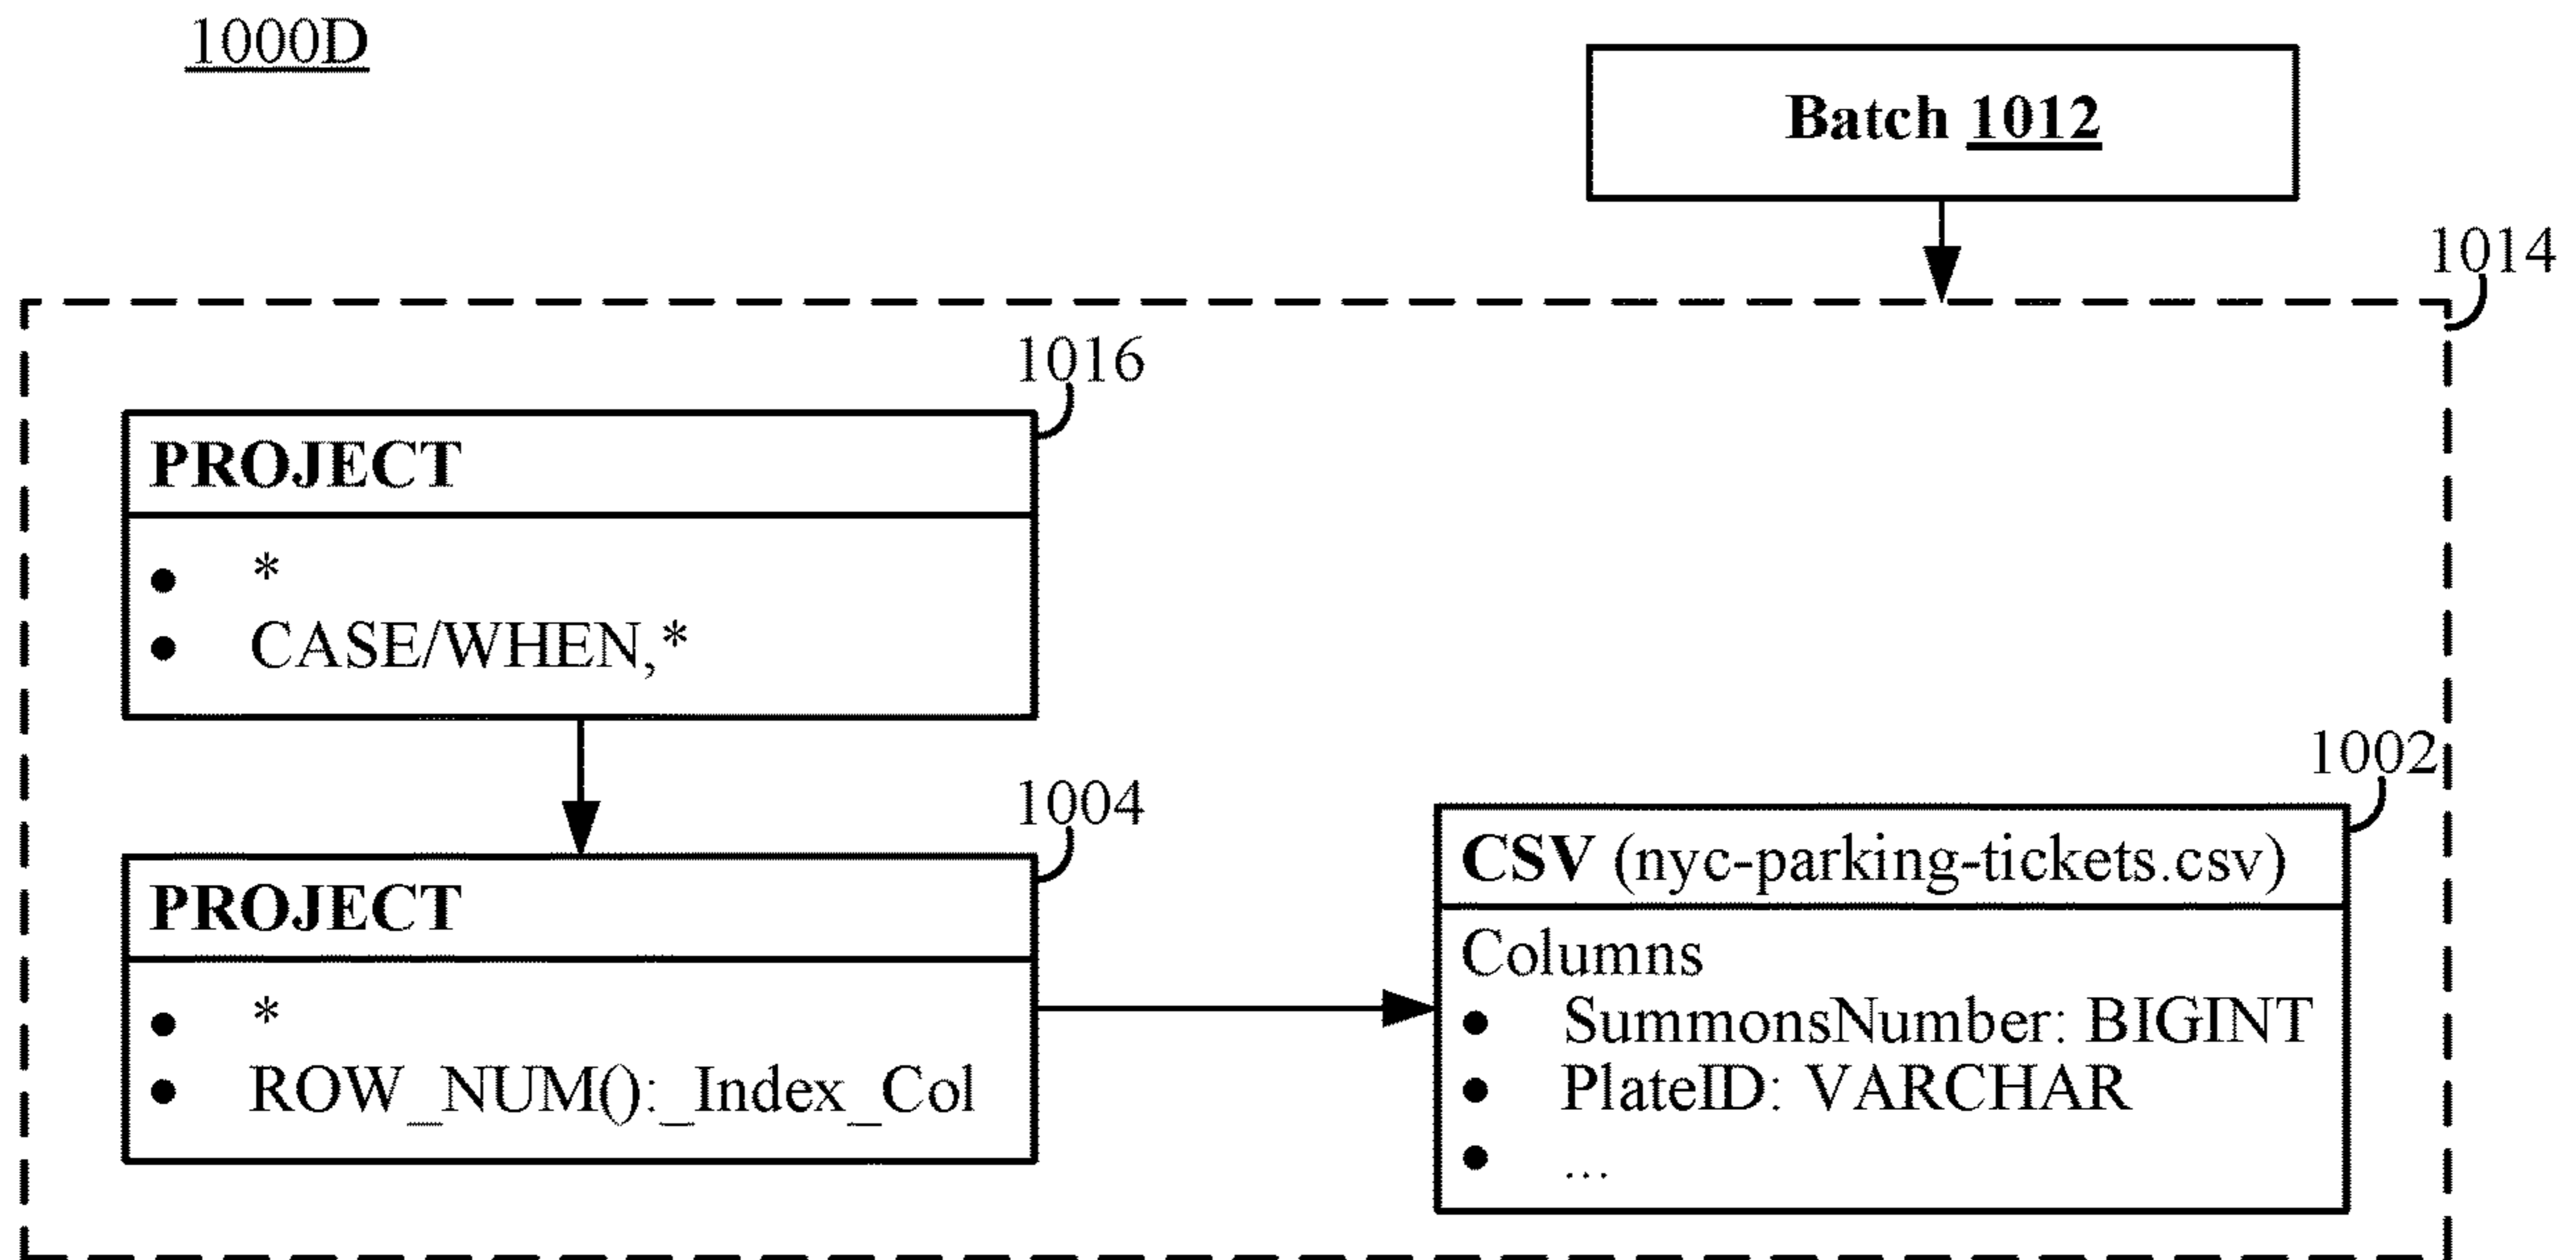 1000D
Batch 1012
1014
1016
PROJECT
• *
• CASE/WHEN,*
1004
PROJECT
• *
• ROW_NUM():_Index_Col
1002
CSV (nyc-parking-tickets.csv)
Columns
• SummonsNumber: BIGINT
• PlateID: VARCHAR
• ...